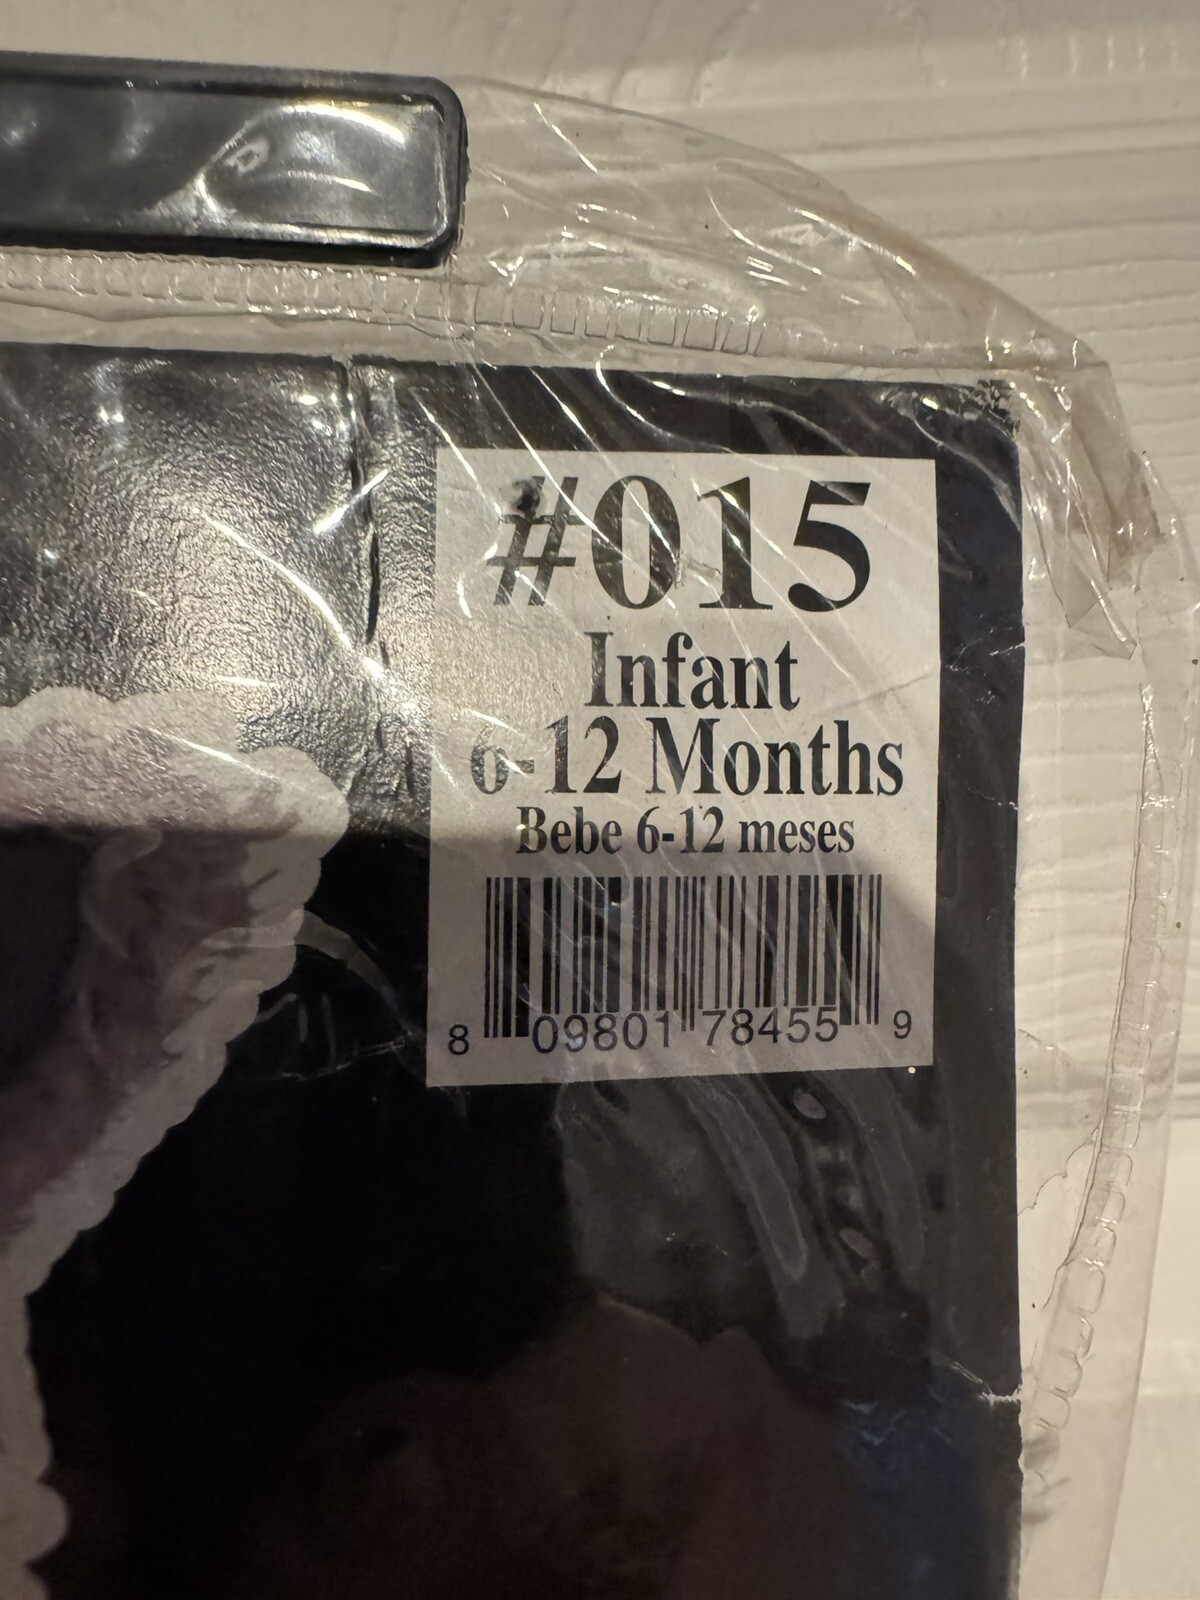 #015
Infant
6-12 Months
Bebe 6-12 meses
8 09801 78455 9